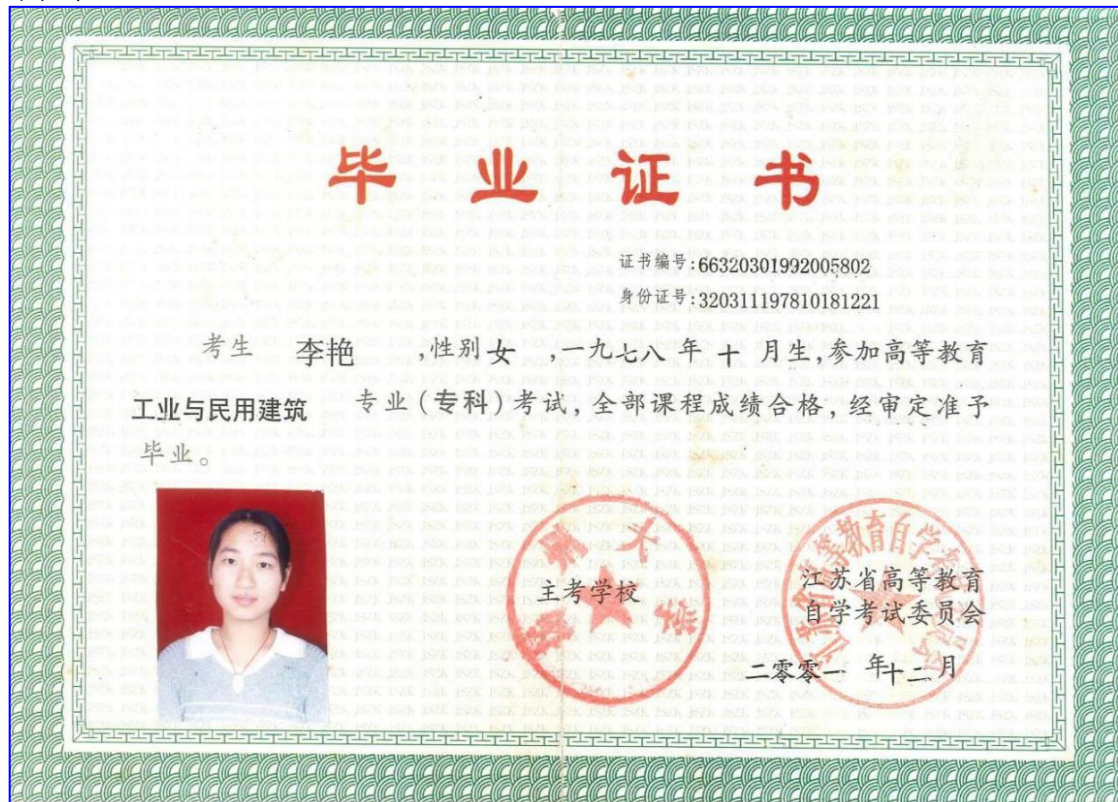 毕业证书
证书编号:66320301992005802
身份证号:320311197810181221
考生 李艳 ,性别 女 ,一九七八 年 十 月生,参加高等教育
工业与民用建筑 专业(专科)考试,全部课程成绩合格,经审定准予
毕业。
主考学校
江苏省高等教育
自学考试委员会
二零零一 年十二月